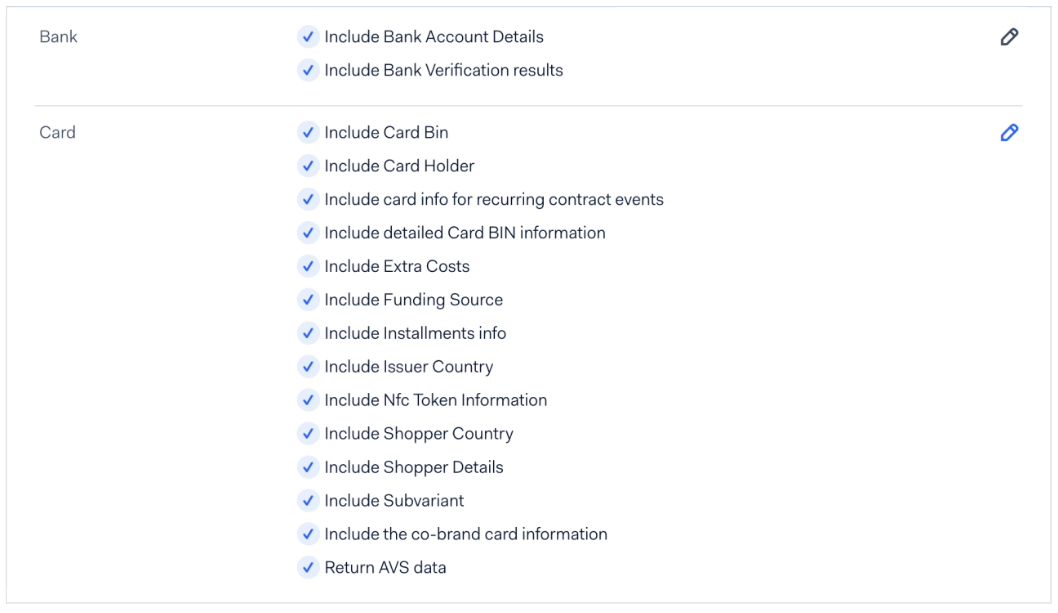 Bank
Include Bank Account Details
Include Bank Verification results
Card
Include Card Bin
Include Card Holder
Include card info for recurring contract events
Include detailed Card BIN information
Include Extra Costs
Include Funding Source
Include Installments info
Include Issuer Country
Include Nfc Token Information
Include Shopper Country
Include Shopper Details
Include Subvariant
Include the co-brand card information
Return AVS data